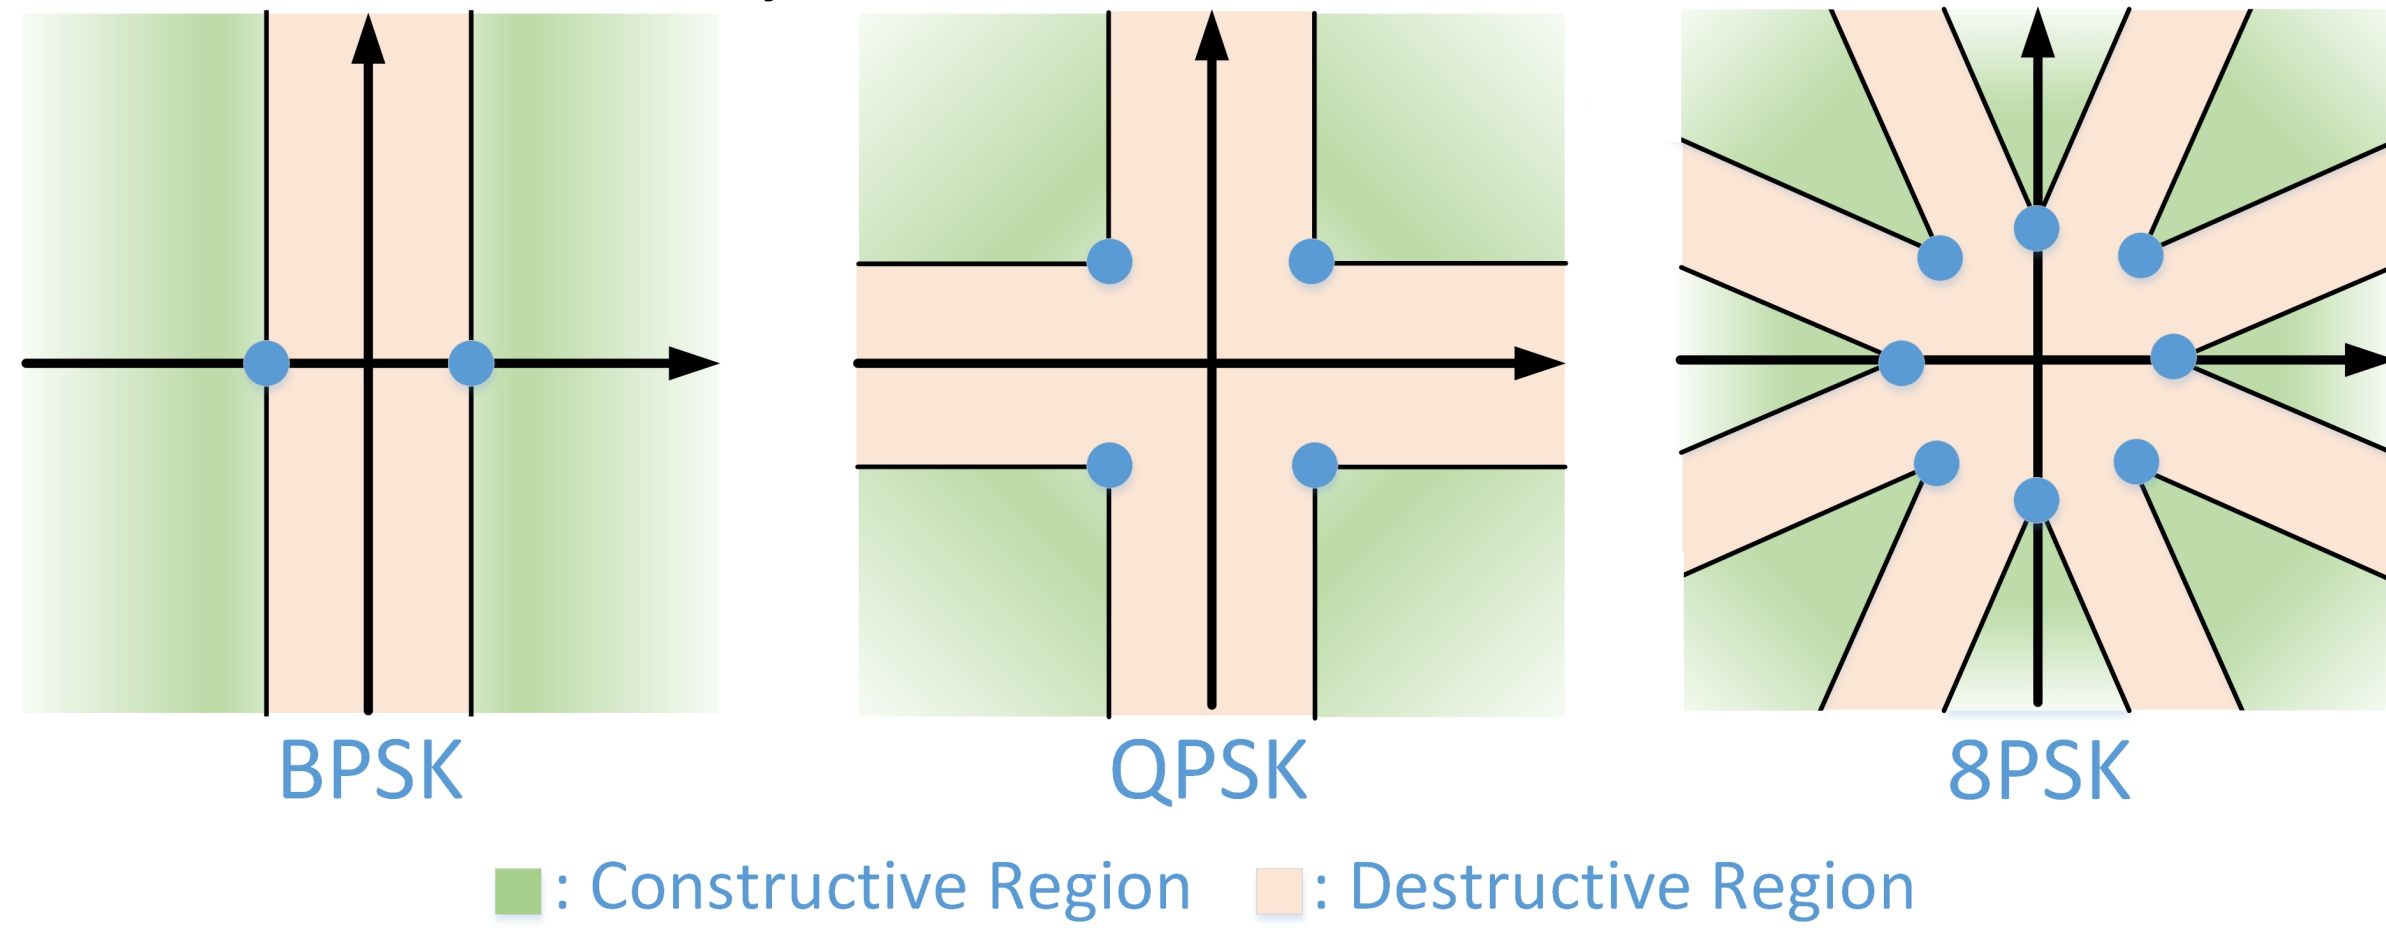 BPSK QPSK 8PSK
: Constructive Region : Destructive Region